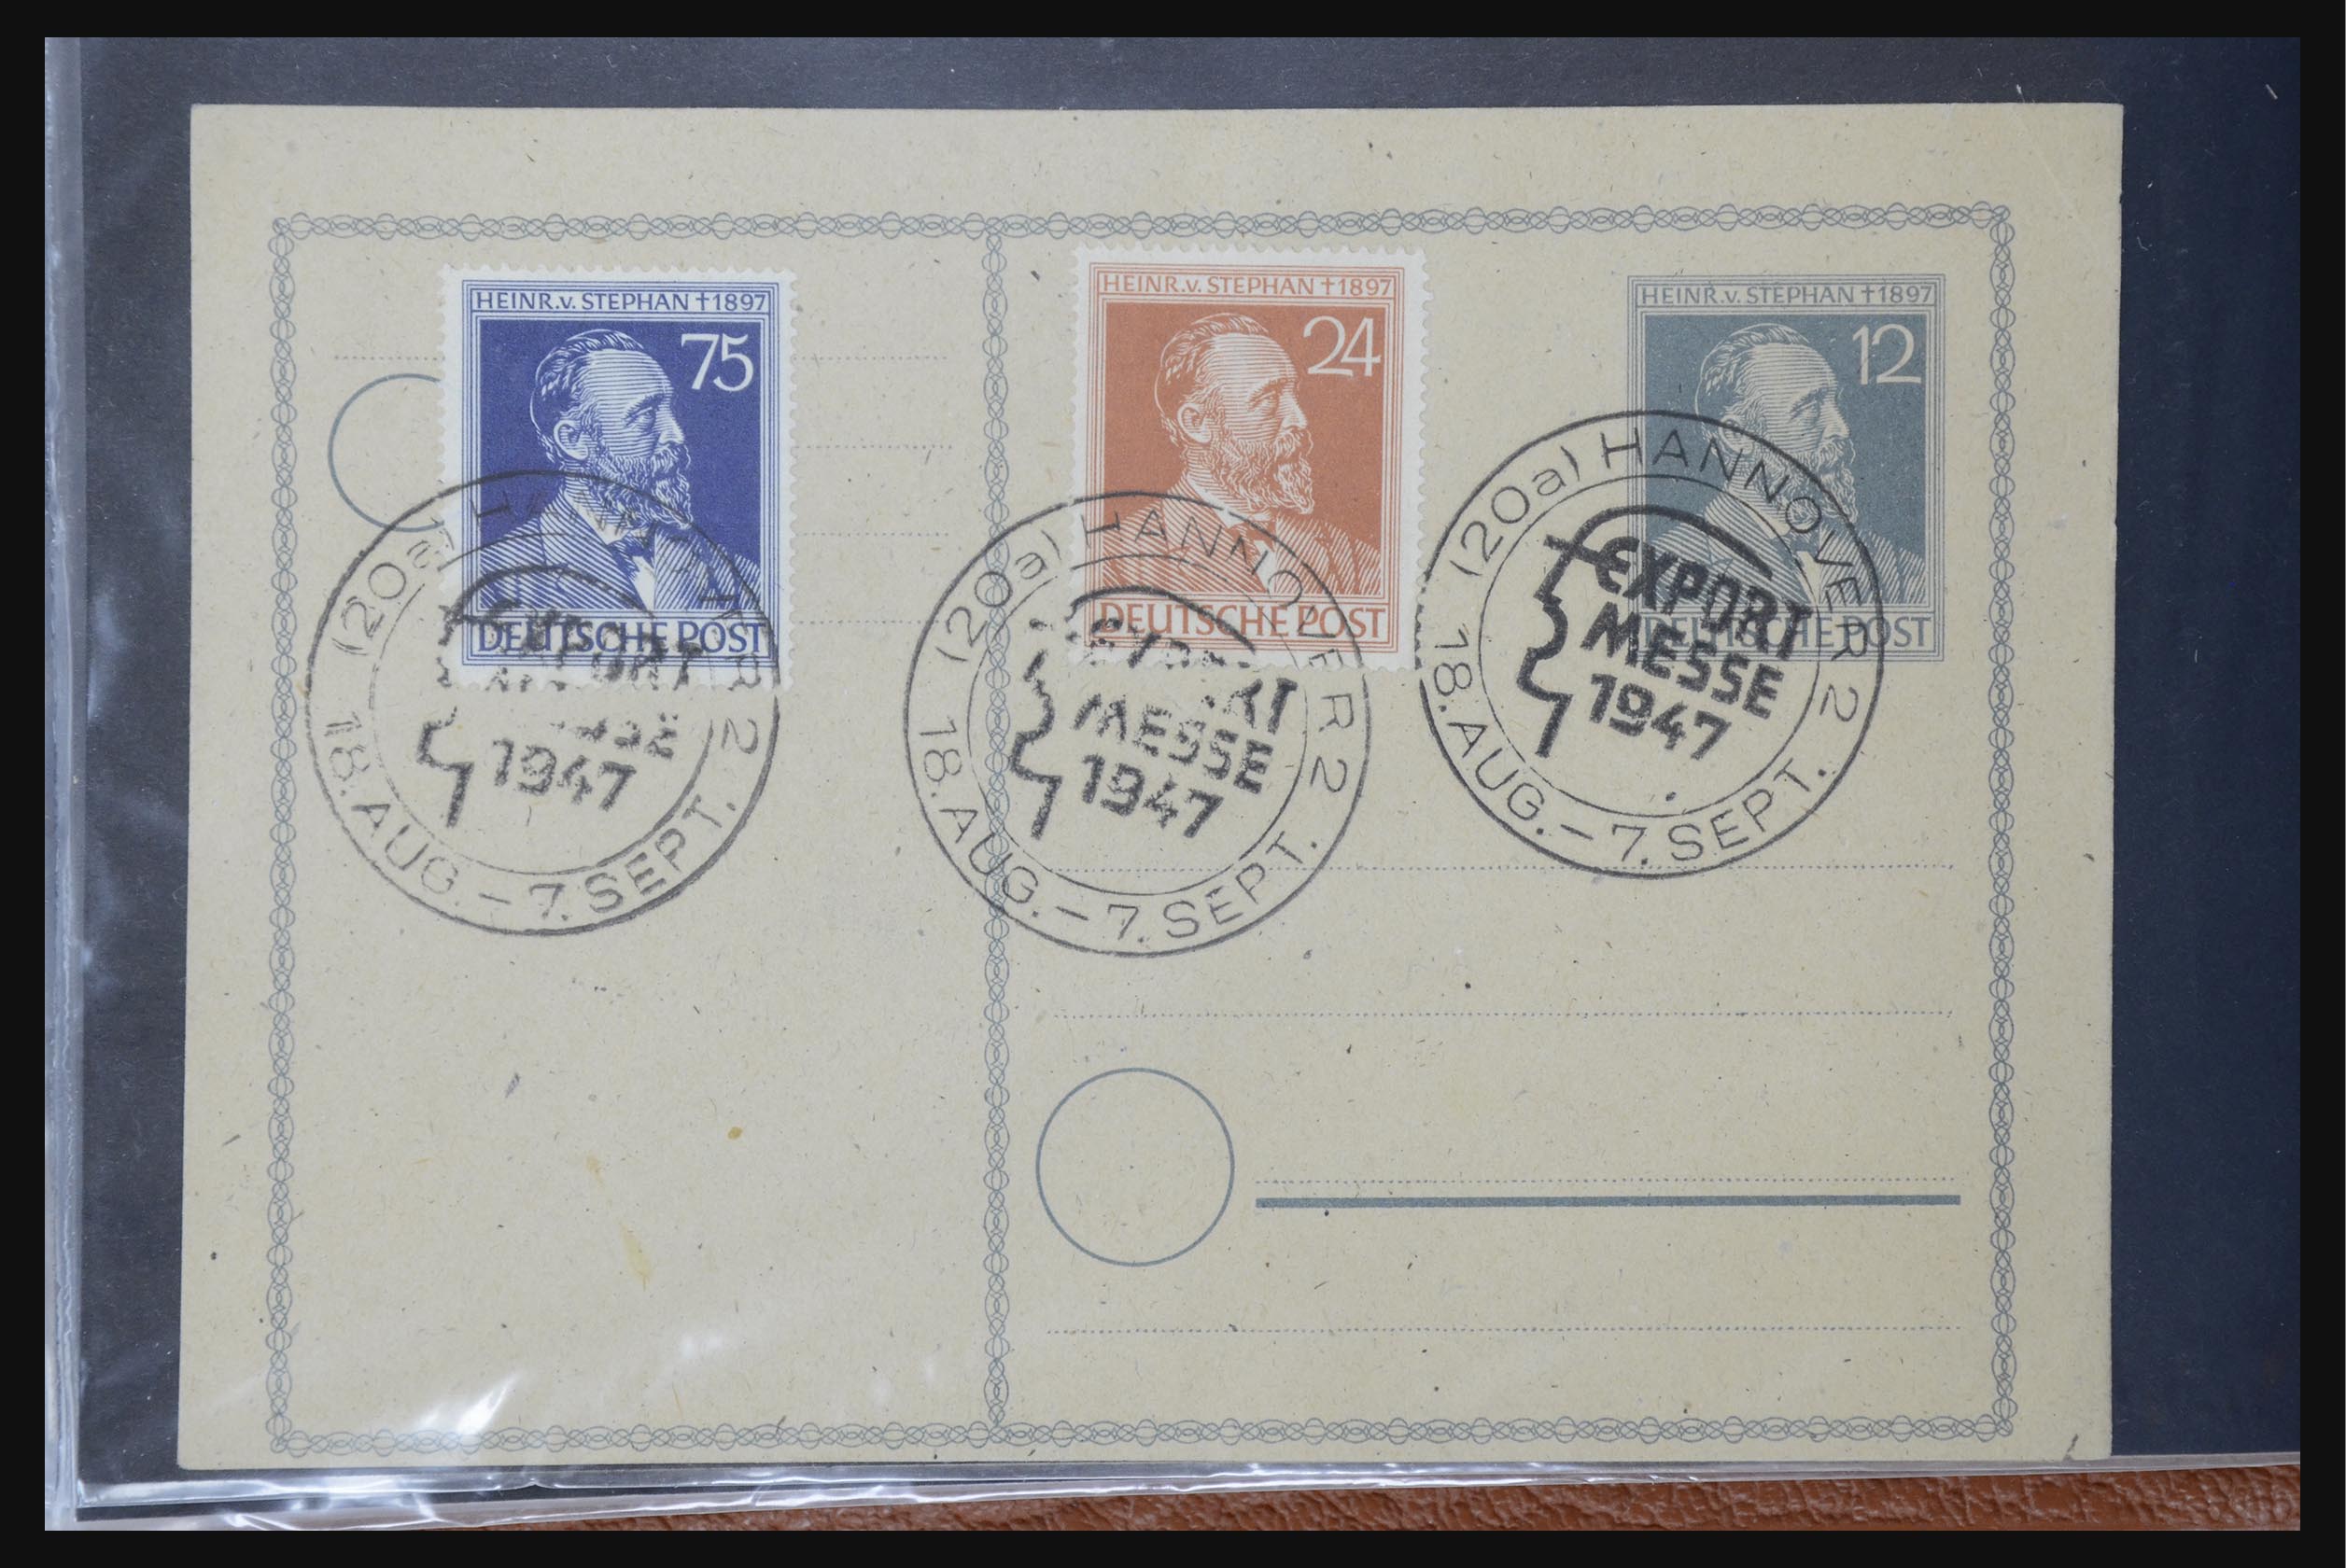 HEINR.v. STEPHAN †1897
75
DEUTSCHE POST
HEINR.v. STEPHAN †1897
24
DEUTSCHE POST
HEINR.v. STEPHAN †1897
12
DEUTSCHE POST
(20a) 2
1947
18. AUG. – 7. SEPT.
(20a) HANNOVER 2
MESSE
1947
18. AUG. – 7. SEPT.
(20a) HANNOVER 2
EXPORT
MESSE
1947
18. AUG. – 7. SEPT.